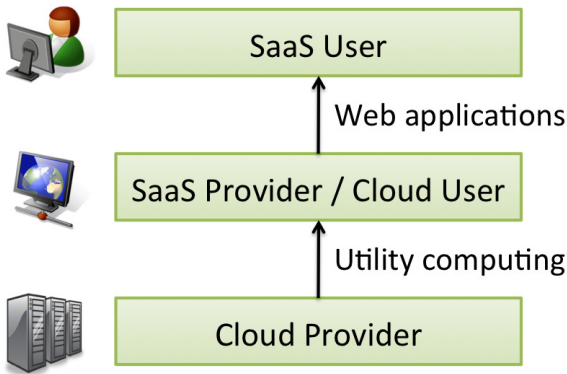 SaaS User
Web applications
SaaS Provider / Cloud User
Utility computing
Cloud Provider